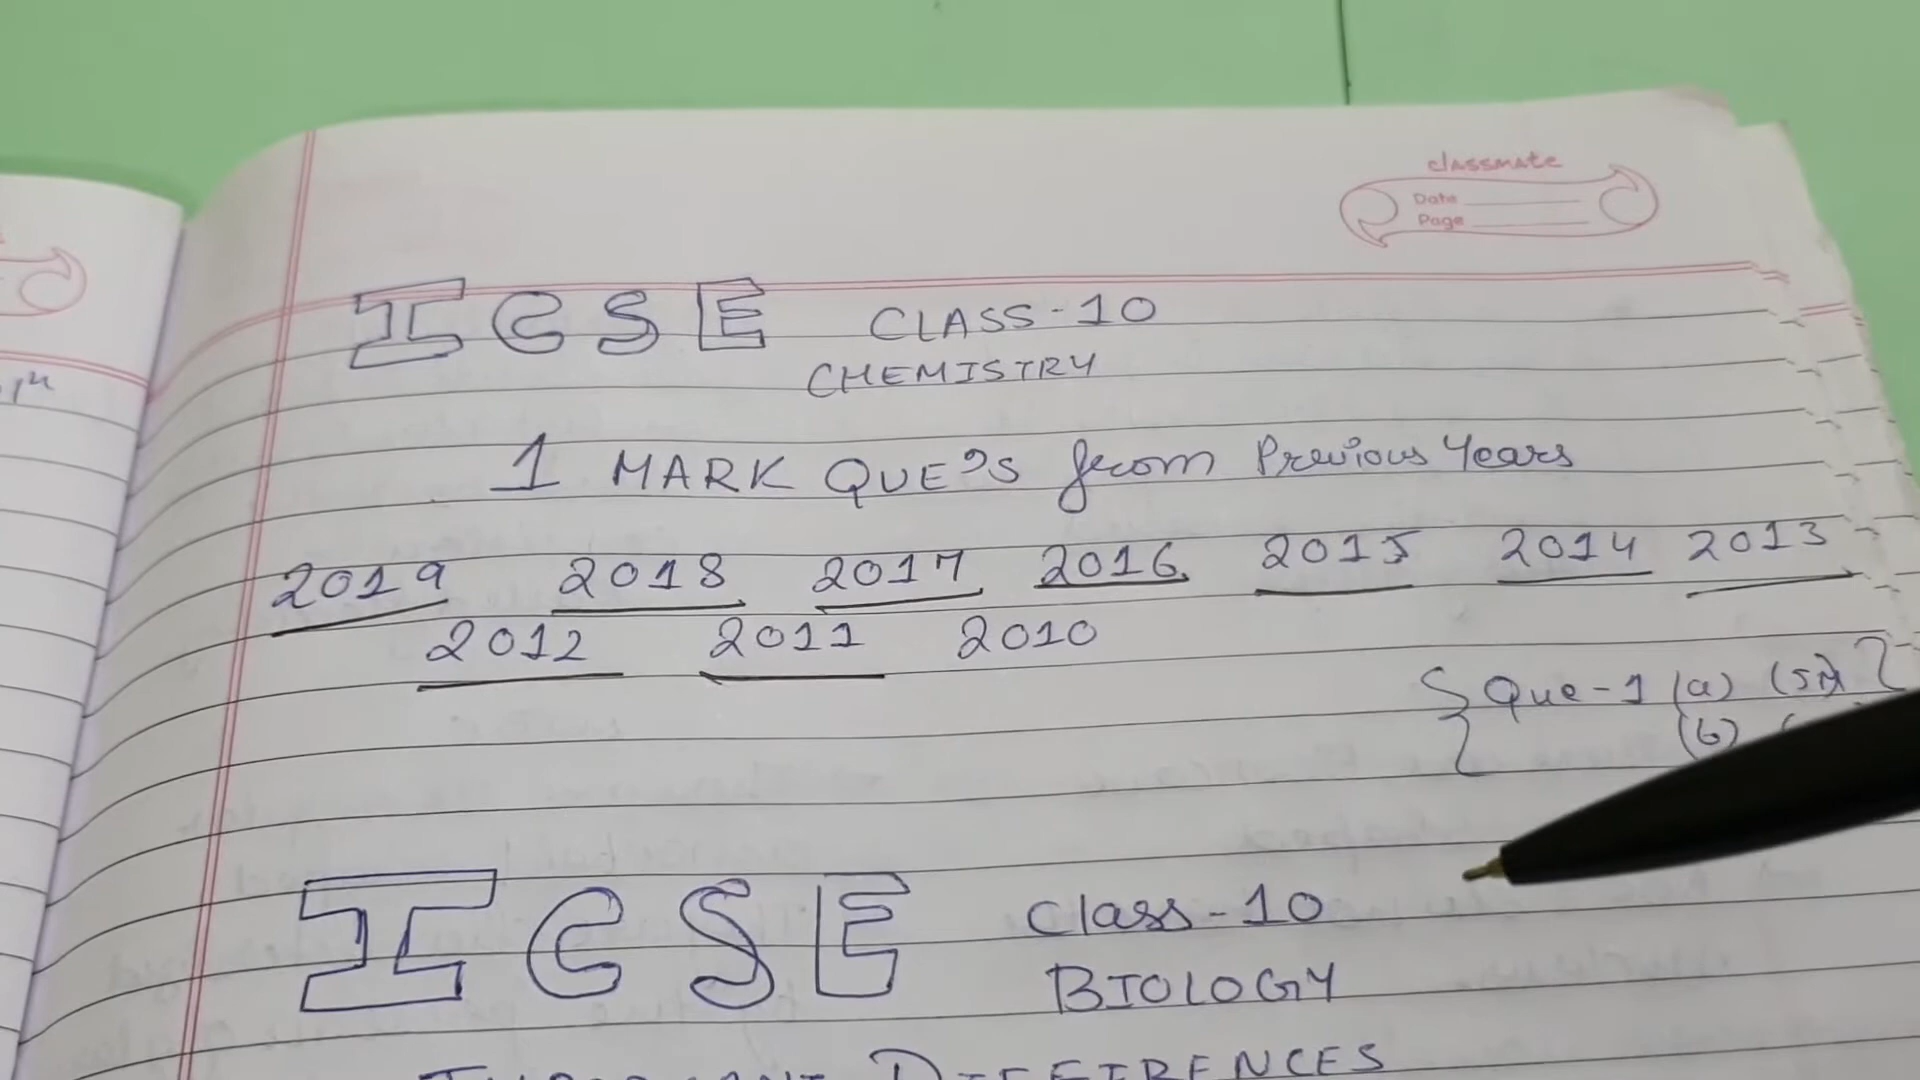 classmate
Date
Page
ICSE CLASS-10
CHEMISTRY
1 MARK QUE'S from Previous Years
2019 2018 2017 2016 2015 2014 2013
2012 2011 2010
{ Que-1 (a) (5M) }
(b)
ICSE Class-10
BIOLOGY
DIFFERENCES